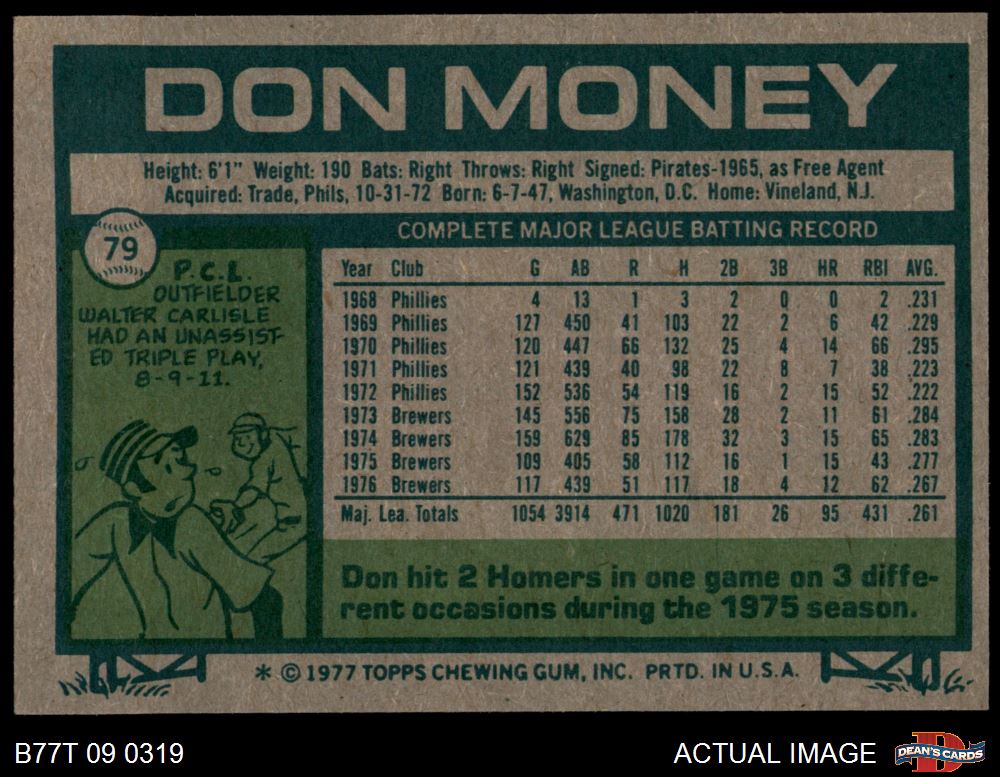 DON MONEY
Height: 6'1" Weight: 190 Bats: Right Throws: Right Signed: Pirates-1965, as Free Agent
Acquired: Trade, Phils, 10-31-72 Born: 6-7-47, Washington, D.C. Home: Vineland, N.J.
79
P.C.L.
OUTFIELDER
WALTER CARLISLE
HAD AN UNASSIST-
ED TRIPLE PLAY,
8-9-11.
COMPLETE MAJOR LEAGUE BATTING RECORD
Year Club G AB R H 2B 3B HR RBI AVG.
1968 Phillies 4 13 1 3 2 0 0 2 .231
1969 Phillies 127 450 41 103 22 2 6 42 .229
1970 Phillies 120 447 66 132 25 4 14 66 .295
1971 Phillies 121 439 40 98 22 8 7 38 .223
1972 Phillies 152 536 54 119 16 2 15 52 .222
1973 Brewers 145 556 75 158 28 2 11 61 .284
1974 Brewers 159 629 85 178 32 3 15 65 .283
1975 Brewers 109 405 58 112 16 1 15 43 .277
1976 Brewers 117 439 51 117 18 4 12 62 .267
Maj. Lea. Totals 1054 3914 471 1020 181 26 95 431 .261
Don hit 2 Homers in one game on 3 diffe-
rent occasions during the 1975 season.
* © 1977 TOPPS CHEWING GUM, INC. PRTD. IN U.S.A.
B77T 09 0319
ACTUAL IMAGE
DEAN'S CARDS